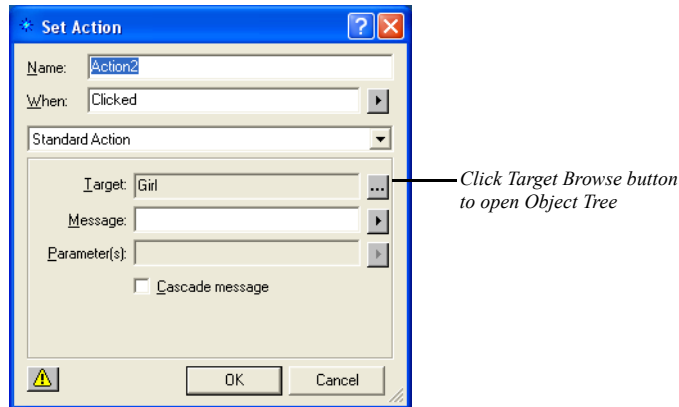 Set Action
Name: Action2
When: Clicked
Standard Action
Target: Girl ...
Click Target Browse button
to open Object Tree
Message:
Parameter(s):
Cascade message
OK Cancel